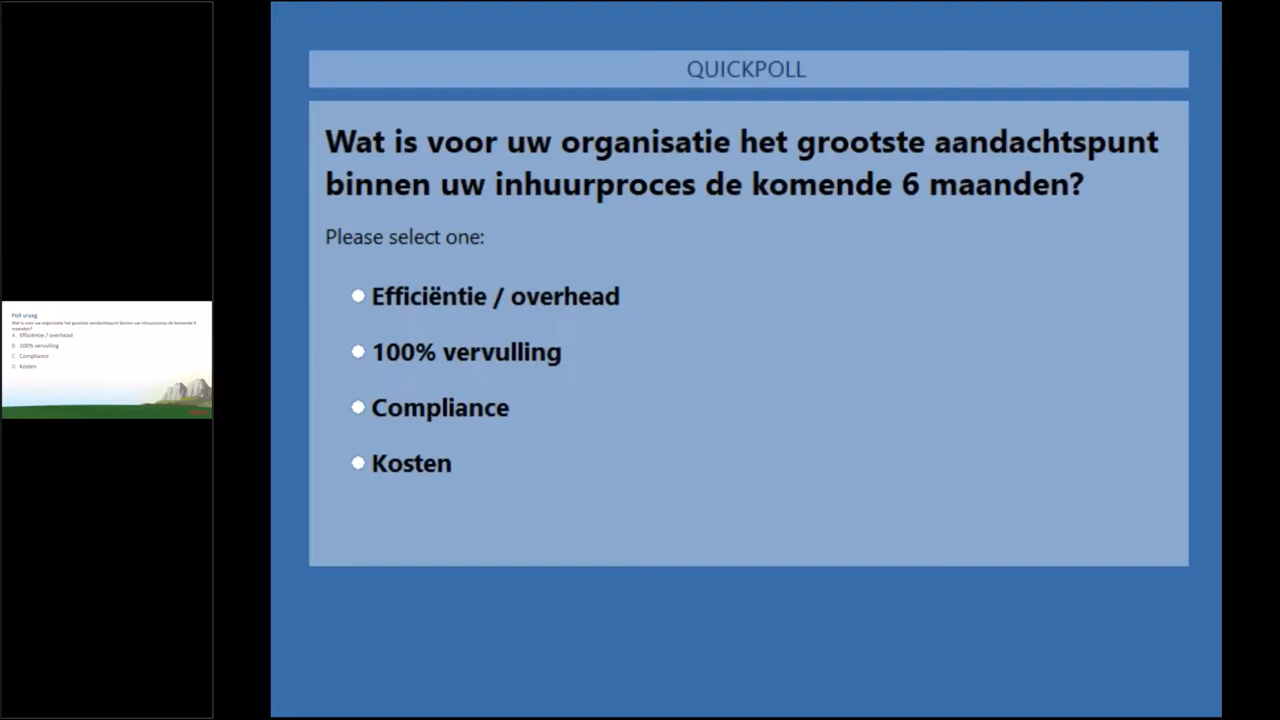 Poll vraag
Wat is voor uw organisatie het grootste aandachtspunt binnen uw inhuurproces de komende 6
maanden?
A. Efficiëntie / overhead
B. 100% vervulling
C. Compliance
D. Kosten
QUICKPOLL
Wat is voor uw organisatie het grootste aandachtspunt
binnen uw inhuurproces de komende 6 maanden?
Please select one:
Efficiëntie / overhead
100% vervulling
Compliance
Kosten